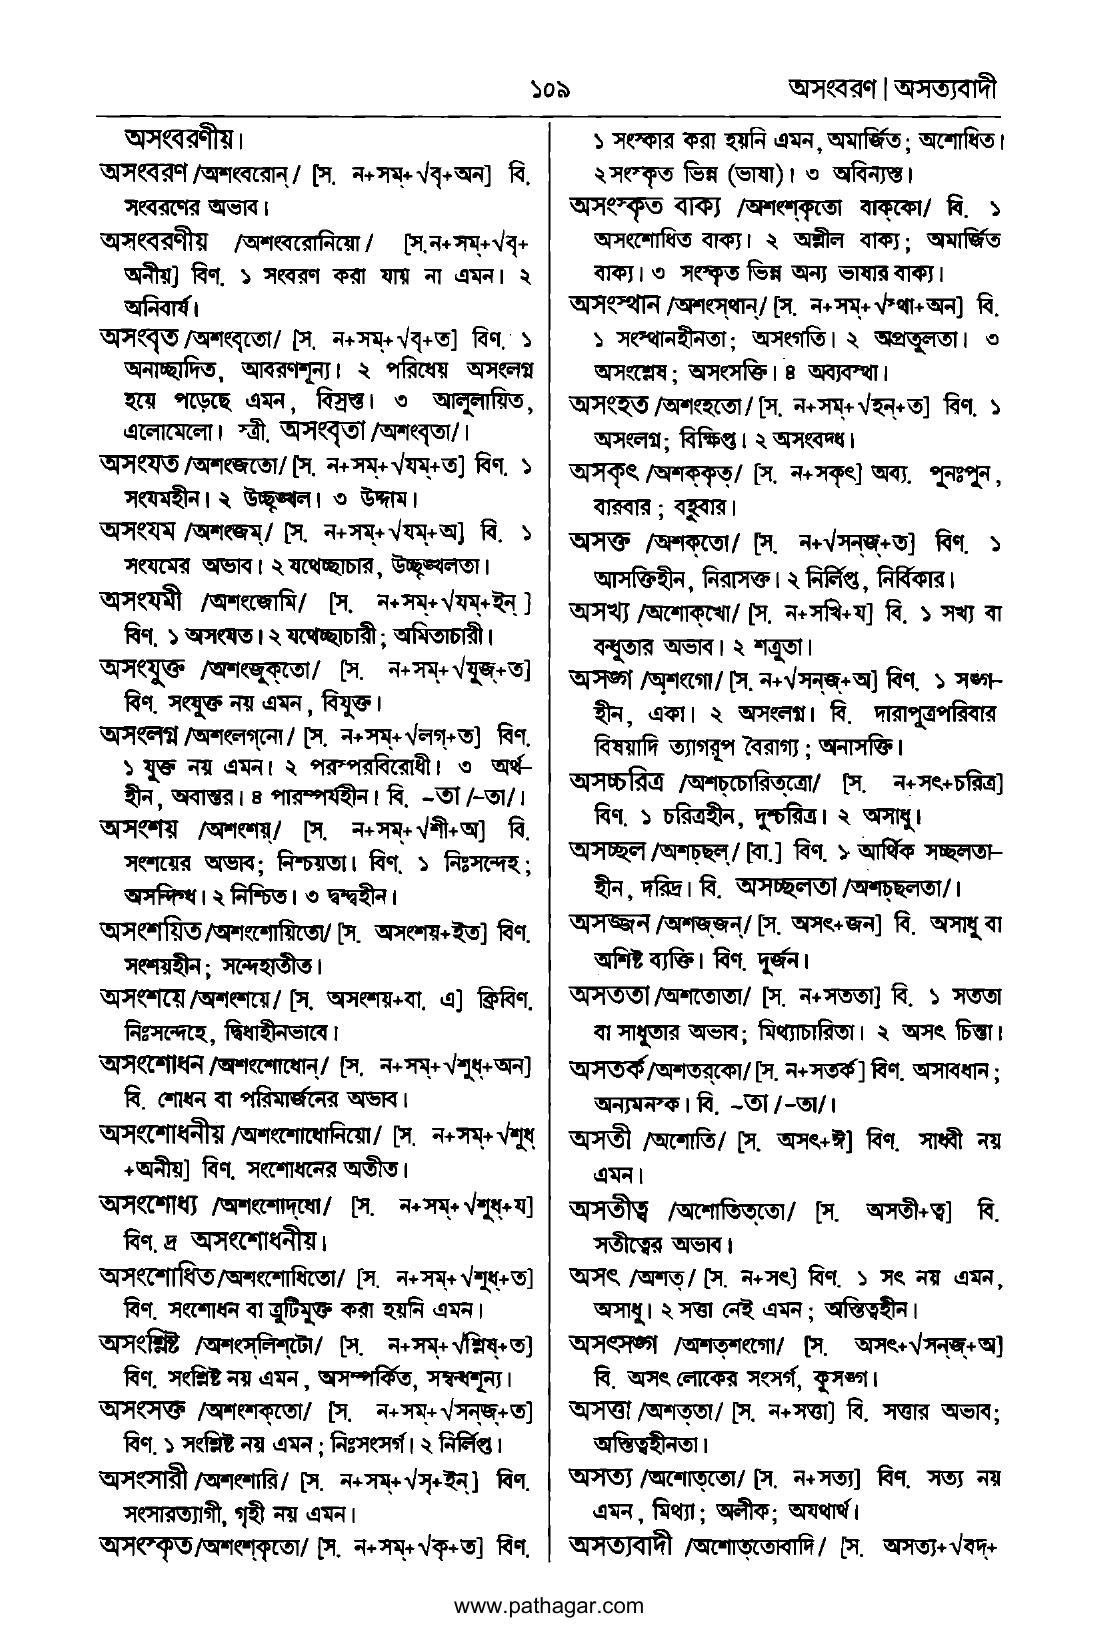 ১০৯
অসংবরণ | অসত্যবাদী
অসংবরণীয়।
অসংবরণ /অশংবরোন্/ [স. ন+সম্+√বৃ+অন] বি.
সংবরণের অভাব।
অসংবরণীয় /অশংবরোনিয়ো/ [স.ন+সম্+√বৃ+
অনীয়] বিণ. ১ সংবরণ করা যায় না এমন। ২
অনিবার্য।
অসংবৃত /অশংবৃতো/ [স. ন+সম্+√বৃ+ত] বিণ. ১
অনাচ্ছাদিত, আবরণশূন্য। ২ পরিধেয় অসংলগ্ন
হয়ে পড়েছে এমন, বিস্রস্ত। ৩ আলুলায়িত,
এলোমেলো। স্ত্রী. অসংবৃতা /অশংবৃতা/।
অসংযত /অশংজতো/ [স. ন+সম্+√যম্+ত] বিণ. ১
সংযমহীন। ২ উচ্ছৃঙ্খল। ৩ উদ্দাম।
অসংযম /অশংজম্/ [স. ন+সম্+√যম্+অ] বি. ১
সংযমের অভাব। ২ যথেচ্ছাচার, উচ্ছৃঙ্খলতা।
অসংযমী /অশংজোমি/ [স. ন+সম্+√যম্+ইন্ ]
বিণ. ১ অসংযত। ২ যথেচ্ছাচারী; অমিতাচারী।
অসংযুক্ত /অশংজুক্‌তো/ [স. ন+সম্+√যুজ্+ত]
বিণ. সংযুক্ত নয় এমন, বিযুক্ত।
অসংলগ্ন /অশংলগ্‌নো/ [স. ন+সম্+√লগ্+ত] বিণ.
১ যুক্ত নয় এমন। ২ পরস্পরবিরোধী। ৩ অর্থ-
হীন, অবান্তর। ৪ পারম্পর্যহীন। বি. -তা /-তা/।
অসংশয় /অশংশয়্/ [স. ন+সম্+√শী+অ] বি.
সংশয়ের অভাব; নিশ্চয়তা। বিণ. ১ নিঃসন্দেহ;
অসন্দিগ্ধ। ২ নিশ্চিত। ৩ দ্বন্দ্বহীন।
অসংশয়িত /অশংশোয়িতো/ [স. অসংশয়+ইত] বিণ.
সংশয়হীন; সন্দেহাতীত।
অসংশয়ে /অশংশয়ে/ [স. অসংশয়+বা. এ] ক্রিবিণ.
নিঃসন্দেহে, দ্বিধাহীনভাবে।
অসংশোধন /অশংশোধোন্/ [স. ন+সম্+√শুধ্+অন]
বি. শোধন বা পরিমার্জনের অভাব।
অসংশোধনীয় /অশংশোধোনিয়ো/ [স. ন+সম্+√শুধ্
+অনীয়] বিণ. সংশোধনের অতীত।
অসংশোধ্য /অশংশোদ্‌ধো/ [স. ন+সম্+√শুধ্+য]
বিণ. দ্র অসংশোধনীয়।
অসংশোধিত /অশংশোধিতো/ [স. ন+সম্+√শুধ্+ত]
বিণ. সংশোধন বা ত্রুটিমুক্ত করা হয়নি এমন।
অসংশ্লিষ্ট /অশংস্‌লিশ্‌টো/ [স. ন+সম্+√শ্লিষ্+ত]
বিণ. সংশ্লিষ্ট নয় এমন, অসম্পর্কিত, সম্বন্ধশূন্য।
অসংসক্ত /অশংশক্‌তো/ [স. ন+সম্+√সন্‌জ্+ত]
বিণ. ১ সংশ্লিষ্ট নয় এমন; নিঃসংসর্গ। ২ নির্লিপ্ত।
অসংসারী /অশংশারি/ [স. ন+সম্+√সৃ+ইন্] বিণ.
সংসারত্যাগী, গৃহী নয় এমন।
অসংস্কৃত /অশংশ্‌কৃতো/ [স. ন+সম্+√কৃ+ত] বিণ.
১ সংস্কার করা হয়নি এমন, অমার্জিত; অশোধিত।
২ সংস্কৃত ভিন্ন (ভাষা)। ৩ অবিন্যস্ত।
অসংস্কৃত বাক্য /অশংশ্‌কৃতো বাক্‌কো/ বি. ১
অসংশোধিত বাক্য। ২ অশ্লীল বাক্য; অমার্জিত
বাক্য। ৩ সংস্কৃত ভিন্ন অন্য ভাষার বাক্য।
অসংস্থান /অশংস্‌থান্/ [স. ন+সম্+√স্থা+অন] বি.
১ সংস্থানহীনতা; অসংগতি। ২ অপ্রতুলতা। ৩
অসংশ্লেষ; অসংসক্তি। ৪ অব্যবস্থা।
অসংহত /অশংহতো/ [স. ন+সম্+√হন্+ত] বিণ. ১
অসংলগ্ন; বিক্ষিপ্ত। ২ অসংবদ্ধ।
অসকৃৎ /অশক্‌কৃত্/ [স. ন+সকৃৎ] অব্য. পুনঃপুন,
বারবার; বহুবার।
অসক্ত /অশক্‌তো/ [স. ন+√সন্‌জ্+ত] বিণ. ১
আসক্তিহীন, নিরাসক্ত। ২ নির্লিপ্ত, নির্বিকার।
অসখ্য /অশোক্‌খো/ [স. ন+সখি+য] বি. ১ সখ্য বা
বন্ধুতার অভাব। ২ শত্রুতা।
অসঙ্গ /অশংগো/ [স. ন+√সন্‌জ্+অ] বিণ. ১ সঙ্গ-
হীন, একা। ২ অসংলগ্ন। বি. দারাপুত্রপরিবার
বিষয়াদি ত্যাগরূপ বৈরাগ্য; অনাসক্তি।
অসচ্চরিত্র /অশচ্‌চোরিত্‌ত্রো/ [স. ন+সৎ+চরিত্র]
বিণ. ১ চরিত্রহীন, দুশ্চরিত্র। ২ অসাধু।
অসচ্ছল /অশচ্‌ছল্/ [বা.] বিণ. ১ আর্থিক সচ্ছলতা-
হীন, দরিদ্র। বি. অসচ্ছলতা /অশচ্‌ছলতা/।
অসজ্জন /অশজ্‌জন্/ [স. অসৎ+জন] বি. অসাধু বা
অশিষ্ট ব্যক্তি। বিণ. দুর্জন।
অসততা /অশতোতা/ [স. ন+সততা] বি. ১ সততা
বা সাধুতার অভাব; মিথ্যাচারিতা। ২ অসৎ চিন্তা।
অসতর্ক /অশতর্‌কো/ [স. ন+সতর্ক] বিণ. অসাবধান;
অন্যমনস্ক। বি. -তা /-তা/।
অসতী /অশোতি/ [স. অসৎ+ঈ] বিণ. সাধ্বী নয়
এমন।
অসতীত্ব /অশোতিত্‌তো/ [স. অসতী+ত্ব] বি.
সতীত্বের অভাব।
অসৎ /অশত্/ [স. ন+সৎ] বিণ. ১ সৎ নয় এমন,
অসাধু। ২ সত্তা নেই এমন; অস্তিত্বহীন।
অসৎসঙ্গ /অশত্‌শংগো/ [স. অসৎ+√সন্‌জ্+অ]
বি. অসৎ লোকের সংসর্গ, কুসঙ্গ।
অসত্তা /অশত্‌তা/ [স. ন+সত্তা] বি. সত্তার অভাব;
অস্তিত্বহীনতা।
অসত্য /অশোত্‌তো/ [স. ন+সত্য] বিণ. সত্য নয়
এমন, মিথ্যা; অলীক; অযথার্থ।
অসত্যবাদী /অশোত্‌তোবাদি/ [স. অসত্য+√বদ্+
www.pathagar.com